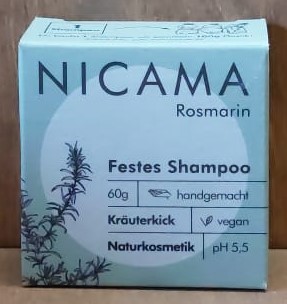 NICAMA
Rosmarin
Festes Shampoo
60g handgemacht
Kräuterkick vegan
Naturkosmetik pH 5,5